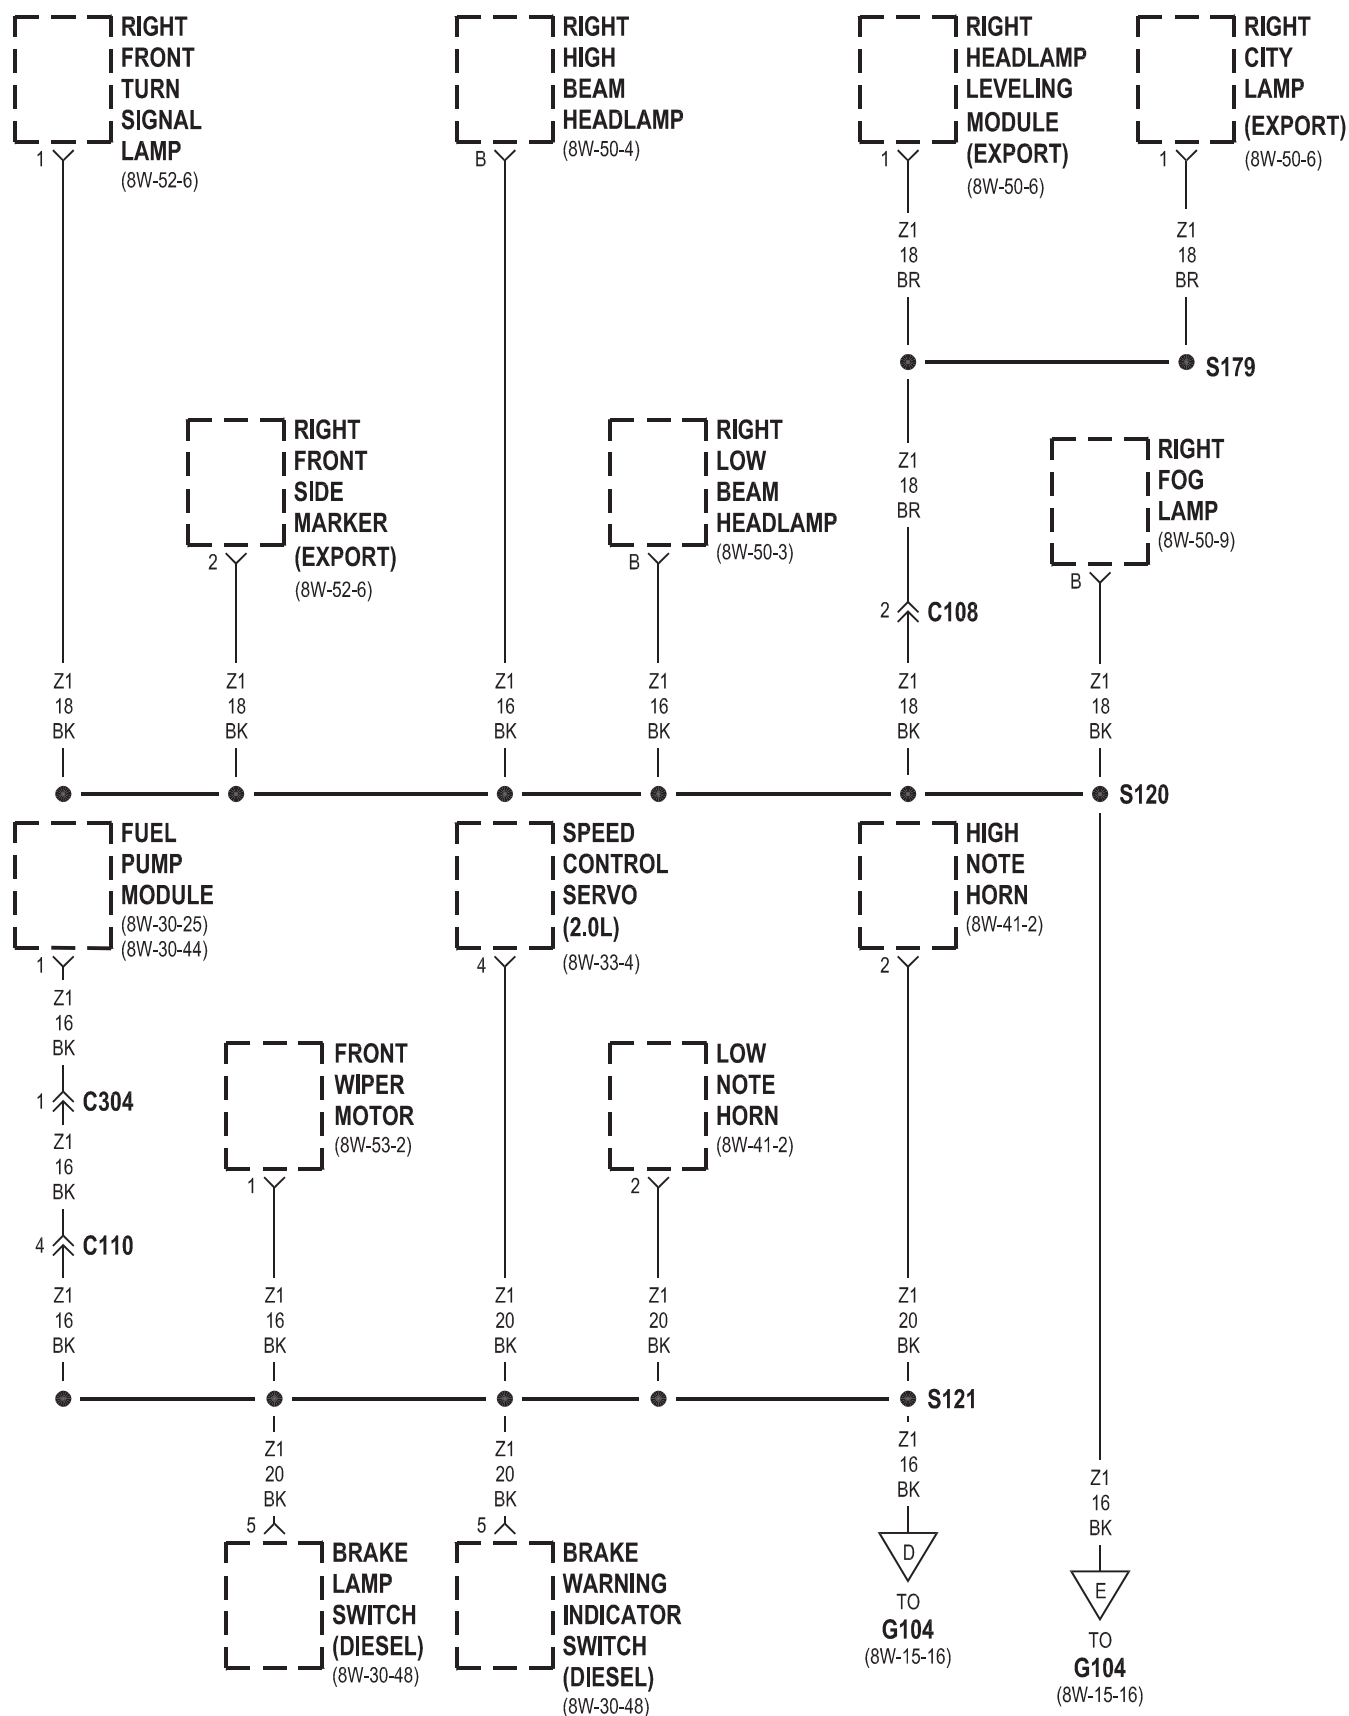 RIGHT
FRONT
TURN
SIGNAL
LAMP
(8W-52-6)
1
RIGHT
HIGH
BEAM
HEADLAMP
(8W-50-4)
B
RIGHT
HEADLAMP
LEVELING
MODULE
(EXPORT)
(8W-50-6)
1
RIGHT
CITY
LAMP
(EXPORT)
(8W-50-6)
1
Z1
18
BR
Z1
18
BR
S179
RIGHT
FRONT
SIDE
MARKER
(EXPORT)
(8W-52-6)
2
RIGHT
LOW
BEAM
HEADLAMP
(8W-50-3)
B
Z1
18
BR
2
C108
RIGHT
FOG
LAMP
(8W-50-9)
B
Z1
18
BK
Z1
18
BK
Z1
16
BK
Z1
16
BK
Z1
18
BK
Z1
18
BK
S120
FUEL
PUMP
MODULE
(8W-30-25)
(8W-30-44)
1
SPEED
CONTROL
SERVO
(2.0L)
(8W-33-4)
4
HIGH
NOTE
HORN
(8W-41-2)
2
Z1
16
BK
1
C304
Z1
16
BK
4
C110
FRONT
WIPER
MOTOR
(8W-53-2)
1
LOW
NOTE
HORN
(8W-41-2)
2
Z1
16
BK
Z1
16
BK
Z1
20
BK
Z1
20
BK
Z1
20
BK
S121
Z1
20
BK
5
Z1
20
BK
5
Z1
16
BK
Z1
16
BK
BRAKE
LAMP
SWITCH
(DIESEL)
(8W-30-48)
BRAKE
WARNING
INDICATOR
SWITCH
(DIESEL)
(8W-30-48)
D
TO
G104
(8W-15-16)
E
TO
G104
(8W-15-16)